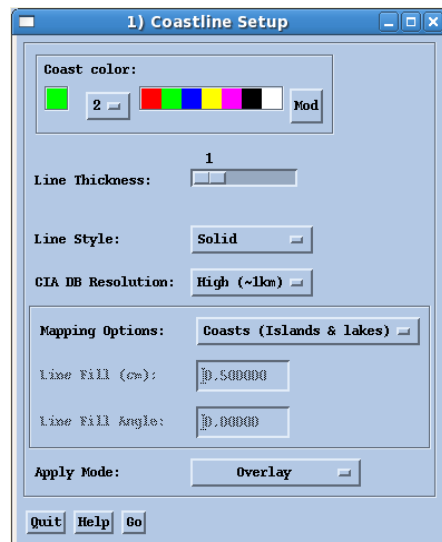 1) Coastline Setup
Coast color:
2
Mod
1
Line Thickness:
Line Style: Solid
CIA DB Resolution: High (~1km)
Mapping Options: Coasts (Islands & lakes)
Line Fill (cm): 0.500000
Line Fill Angle: 0.00000
Apply Mode: Overlay
Quit Help Go